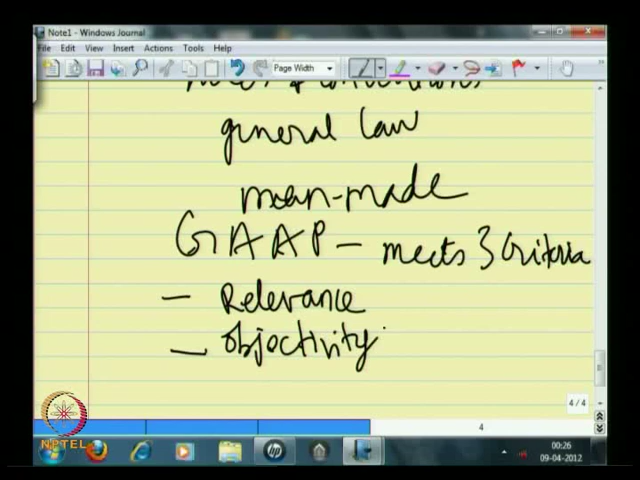 Note1 - Windows Journal
File Edit View Insert Actions Tools Help
Page Width
general law
man-made
GAAP - meets 3 Criteria
- Relevance
- objectivity
4/4
4
NPTEL
hp
00:26
09-04-2012